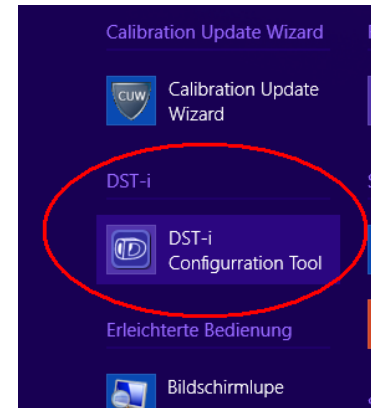 Calibration Update Wizard
CUW
Calibration Update
Wizard
DST-i
DST-i
Configurration Tool
Erleichterte Bedienung
Bildschirmlupe